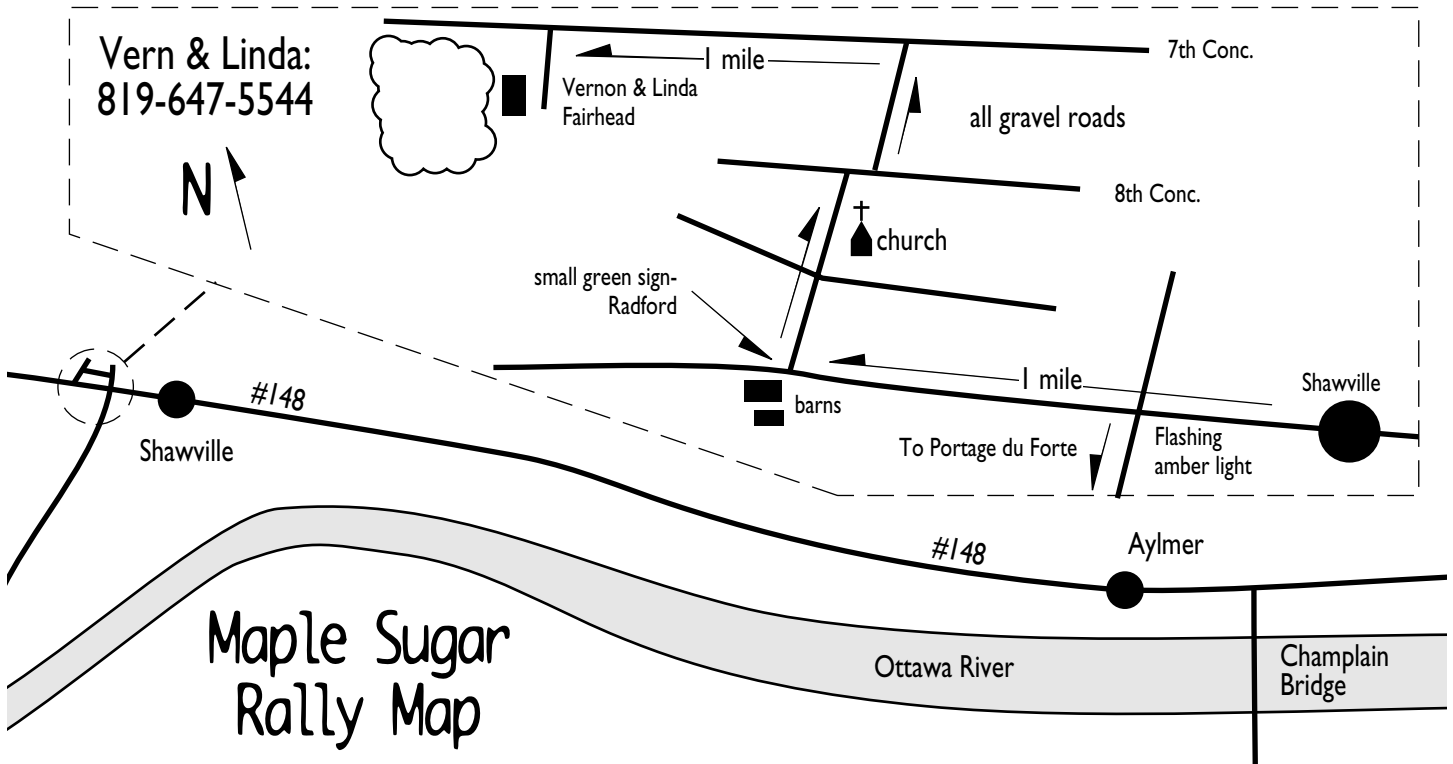 Vern & Linda:
819-647-5544
N
1 mile
7th Conc.
Vernon & Linda
Fairhead
all gravel roads
8th Conc.
church
small green sign-
Radford
1 mile
Shawville
barns
To Portage du Forte
Flashing
amber light
#148
Shawville
#148
Aylmer
Maple Sugar
Rally Map
Ottawa River
Champlain
Bridge